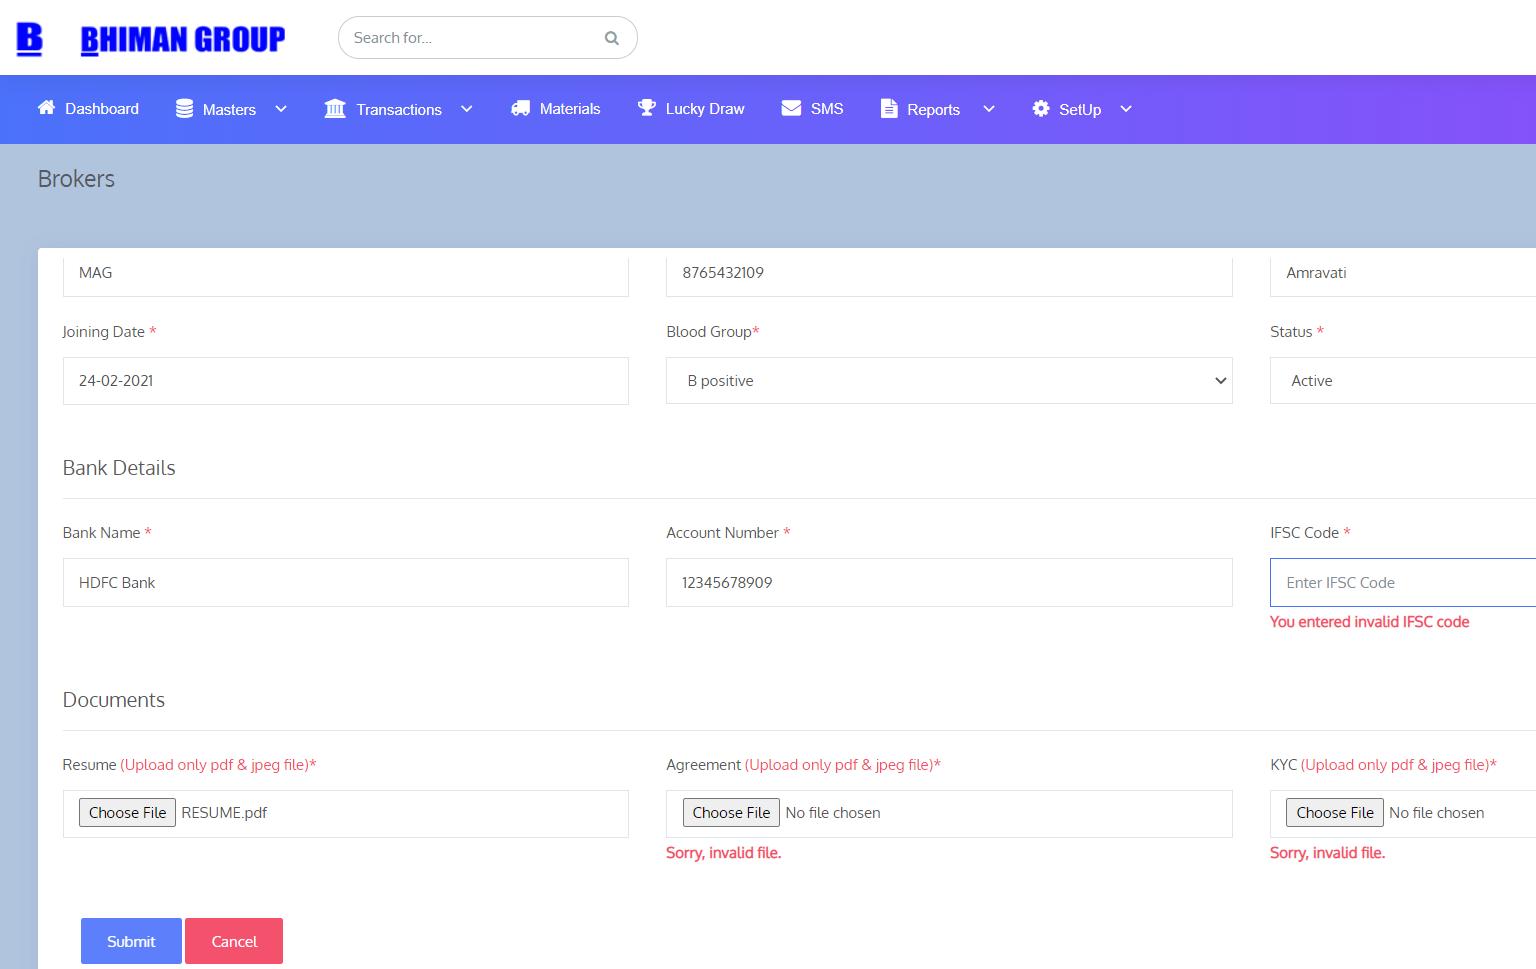 B BHIMAN GROUP Search for...
Dashboard Masters Transactions Materials Lucky Draw SMS Reports SetUp
Brokers
MAG 8765432109 Amravati
Joining Date * Blood Group* Status *
24-02-2021 B positive Active
Bank Details
Bank Name * Account Number * IFSC Code *
HDFC Bank 12345678909 Enter IFSC Code
You entered invalid IFSC code
Documents
Resume (Upload only pdf & jpeg file)* Agreement (Upload only pdf & jpeg file)* KYC (Upload only pdf & jpeg file)*
Choose File RESUME.pdf Choose File No file chosen Choose File No file chosen
Sorry, invalid file. Sorry, invalid file.
Submit Cancel